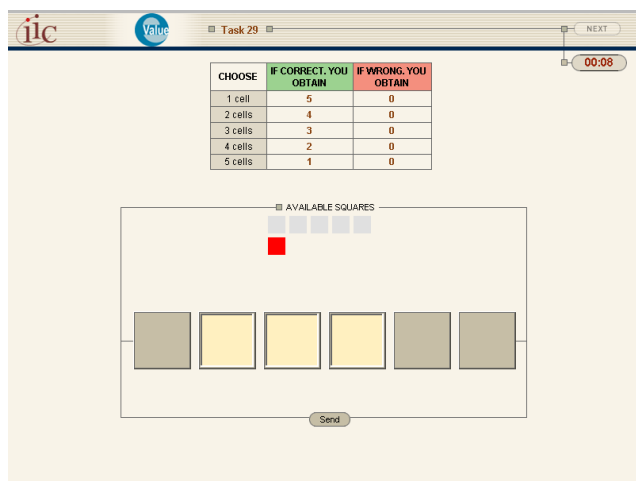 iic
Value
Task 29
NEXT
00:08
CHOOSE IF CORRECT. YOU OBTAIN IF WRONG. YOU OBTAIN
1 cell 5 0
2 cells 4 0
3 cells 3 0
4 cells 2 0
5 cells 1 0
AVAILABLE SQUARES
Send